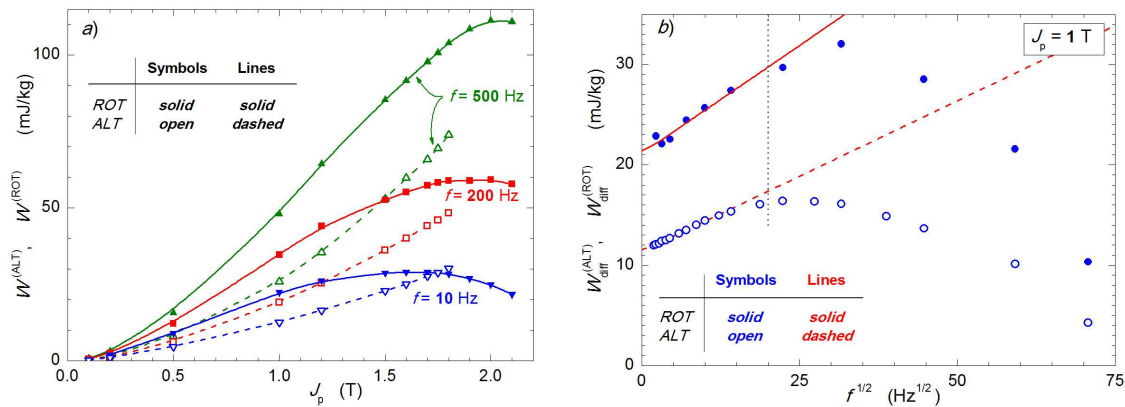 a)
W(ALT) , W(ROT) (mJ/kg)
100
50
0
Symbols Lines
ROT solid solid
ALT open dashed
f = 500 Hz
f = 200 Hz
f = 10 Hz
0.0 0.5 1.0 1.5 2.0
Jp (T)
b)
Wdiff(ALT) , Wdiff(ROT) (mJ/kg)
30
20
10
0
Jp = 1 T
Symbols Lines
ROT solid solid
ALT open dashed
0 25 50 75
f 1/2 (Hz1/2)